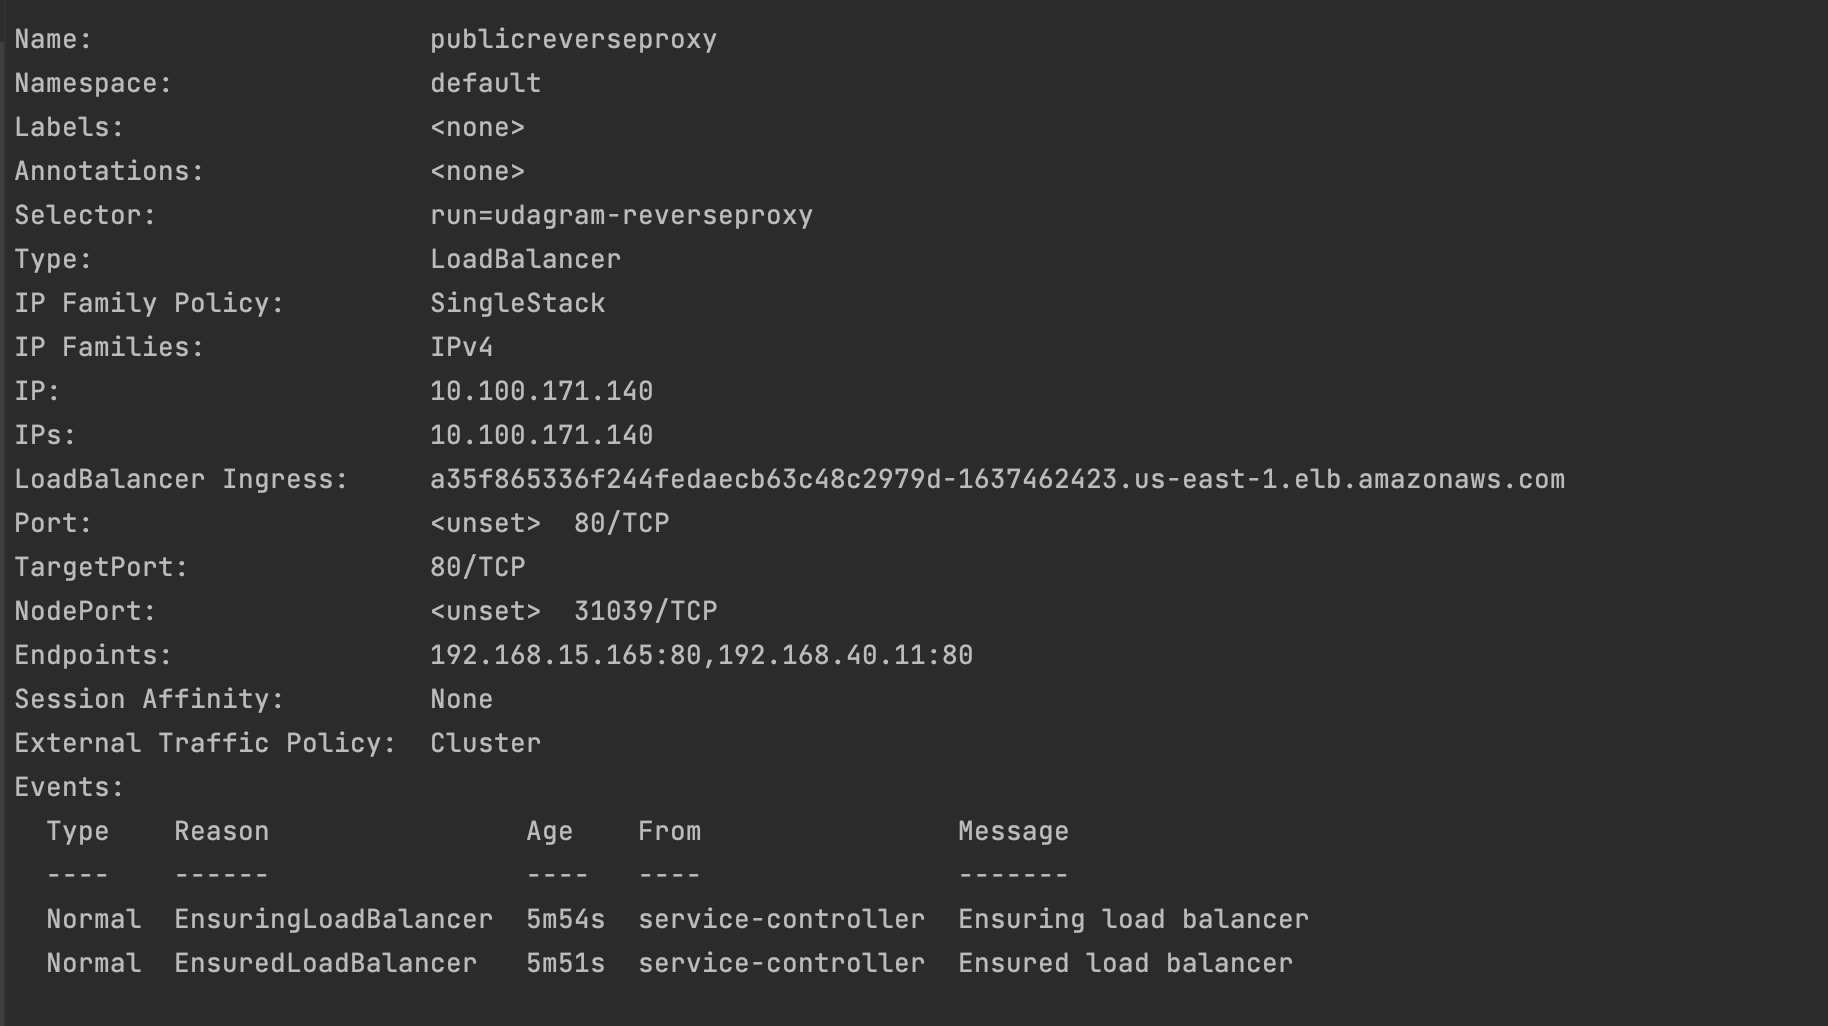 Name:                     publicreverseproxy
Namespace:                default
Labels:                   <none>
Annotations:              <none>
Selector:                 run=udagram-reverseproxy
Type:                     LoadBalancer
IP Family Policy:         SingleStack
IP Families:              IPv4
IP:                       10.100.171.140
IPs:                      10.100.171.140
LoadBalancer Ingress:     a35f865336f244fedaecb63c48c2979d-1637462423.us-east-1.elb.amazonaws.com
Port:                     <unset>  80/TCP
TargetPort:               80/TCP
NodePort:                 <unset>  31039/TCP
Endpoints:                192.168.15.165:80,192.168.40.11:80
Session Affinity:         None
External Traffic Policy:  Cluster
Events:
  Type    Reason                Age   From                Message
  ----    ------                ----  ----                -------
  Normal  EnsuringLoadBalancer  5m54s  service-controller  Ensuring load balancer
  Normal  EnsuredLoadBalancer   5m51s  service-controller  Ensured load balancer